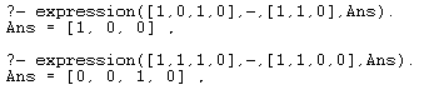 ?- expression([1,0,1,0],-,[1,1,0],Ans).
Ans = [1, 0, 0] .
?- expression([1,1,1,0],-,[1,1,0,0],Ans).
Ans = [0, 0, 1, 0] .